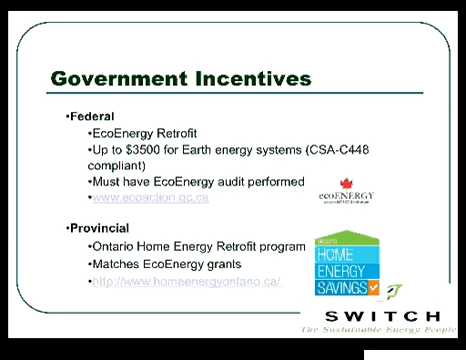 Government Incentives
•Federal
•EcoEnergy Retrofit
•Up to $3500 for Earth energy systems (CSA-C448
compliant)
•Must have EcoEnergy audit performed
•www.ecoaction.gc.ca
ecoENERGY
•Provincial
•Ontario Home Energy Retrofit program
•Matches EcoEnergy grants
•http://www.homeenergyontario.ca/
HOME
ENERGY
SAVINGS
SWITCH
The Sustainable Energy People